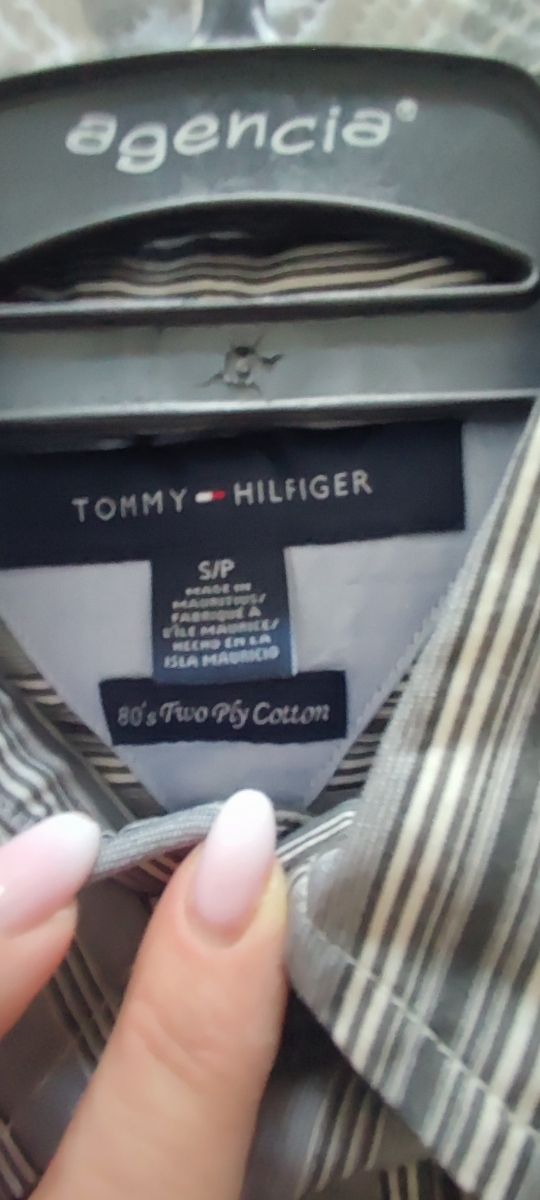 agencia®
TOMMY HILFIGER
S/P
MADE IN
MAURITIUS/
FABRIQUÉ À
L'ÎLE MAURICE/
HECHO EN LA
ISLA MAURICIO
80's Two Ply Cotton